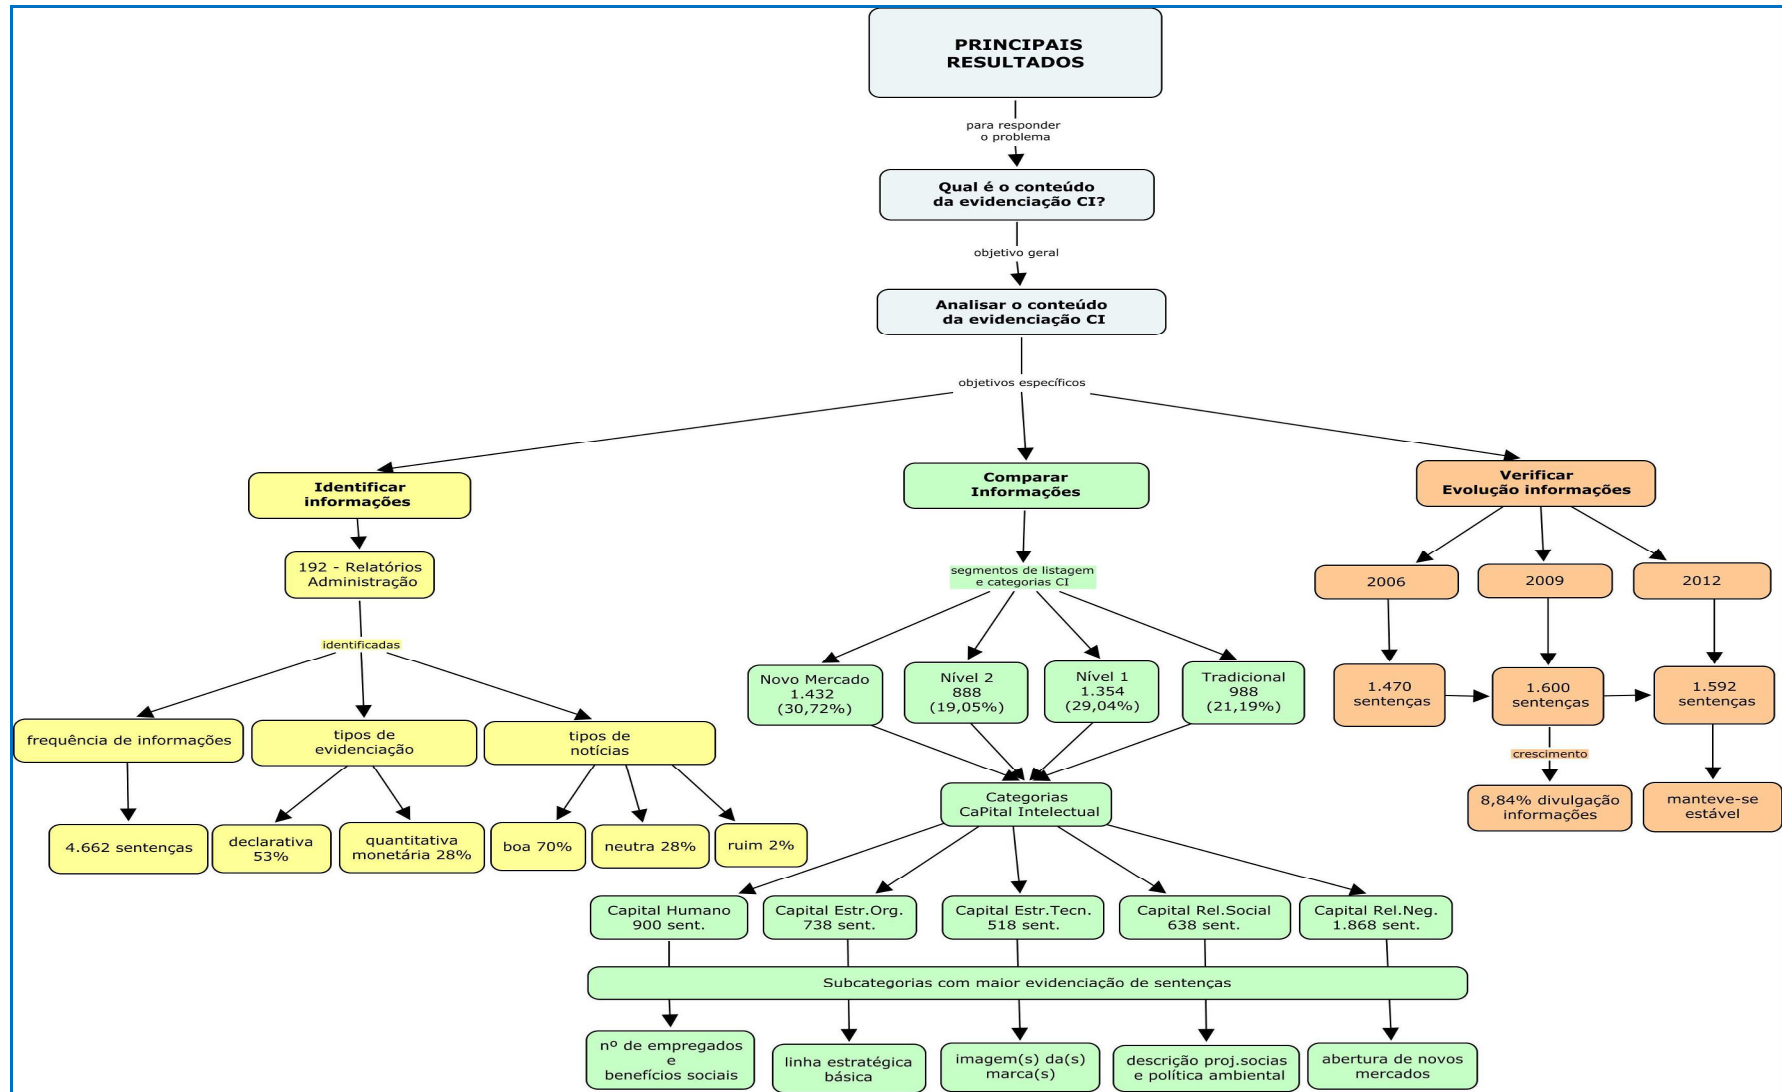 PRINCIPAIS
RESULTADOS
para responder
o problema
Qual é o conteúdo
da evidenciação CI?
objetivo geral
Analisar o conteúdo
da evidenciação CI
objetivos específicos
Identificar
informações
192 - Relatórios
Administração
identificadas
frequência de informações
tipos de
evidenciação
tipos de
notícias
4.662 sentenças
declarativa
53%
quantitativa
monetária 28%
boa 70%
neutra 28%
ruim 2%
Comparar
Informações
segmentos de listagem
e categorias CI
Novo Mercado
1.432
(30,72%)
Nível 2
888
(19,05%)
Nível 1
1.354
(29,04%)
Tradicional
988
(21,19%)
Categorias
CaPital Intelectual
Capital Humano
900 sent.
Capital Estr.Org.
738 sent.
Capital Estr.Tecn.
518 sent.
Capital Rel.Social
638 sent.
Capital Rel.Neg.
1.868 sent.
Subcategorias com maior evidenciação de sentenças
nº de empregados
e
benefícios sociais
linha estratégica
básica
imagem(s) da(s)
marca(s)
descrição proj.socias
e política ambiental
abertura de novos
mercados
Verificar
Evolução informações
2006
2009
2012
1.470
sentenças
1.600
sentenças
1.592
sentenças
crescimento
8,84% divulgação
informações
manteve-se
estável